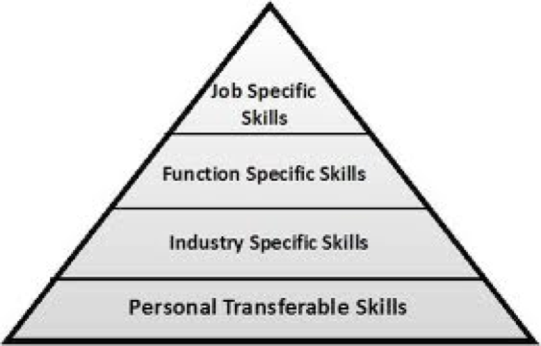 Job Specific
Skills
Function Specific Skills
Industry Specific Skills
Personal Transferable Skills